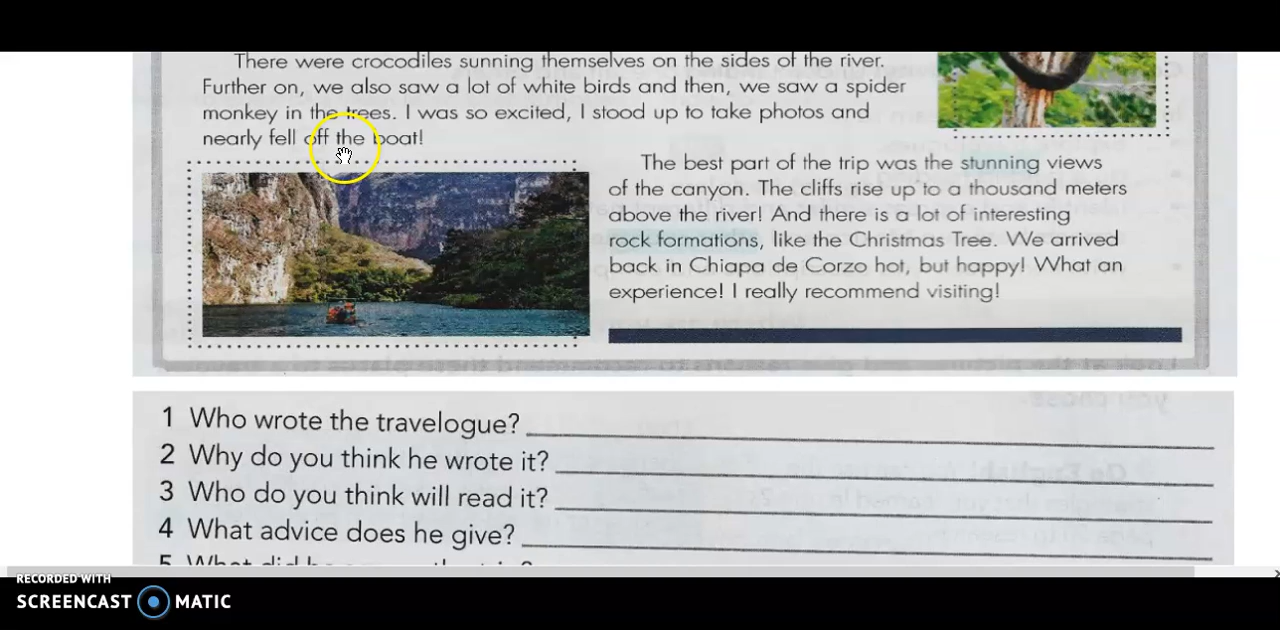 There were crocodiles sunning themselves on the sides of the river.
Further on, we also saw a lot of white birds and then, we saw a spider
monkey in the trees. I was so excited, I stood up to take photos and
nearly fell off the boat!
The best part of the trip was the stunning views
of the canyon. The cliffs rise up to a thousand meters
above the river! And there is a lot of interesting
rock formations, like the Christmas Tree. We arrived
back in Chiapa de Corzo hot, but happy! What an
experience! I really recommend visiting!
1 Who wrote the travelogue?
2 Why do you think he wrote it?
3 Who do you think will read it?
4 What advice does he give?
RECORDED WITH
SCREENCAST MATIC